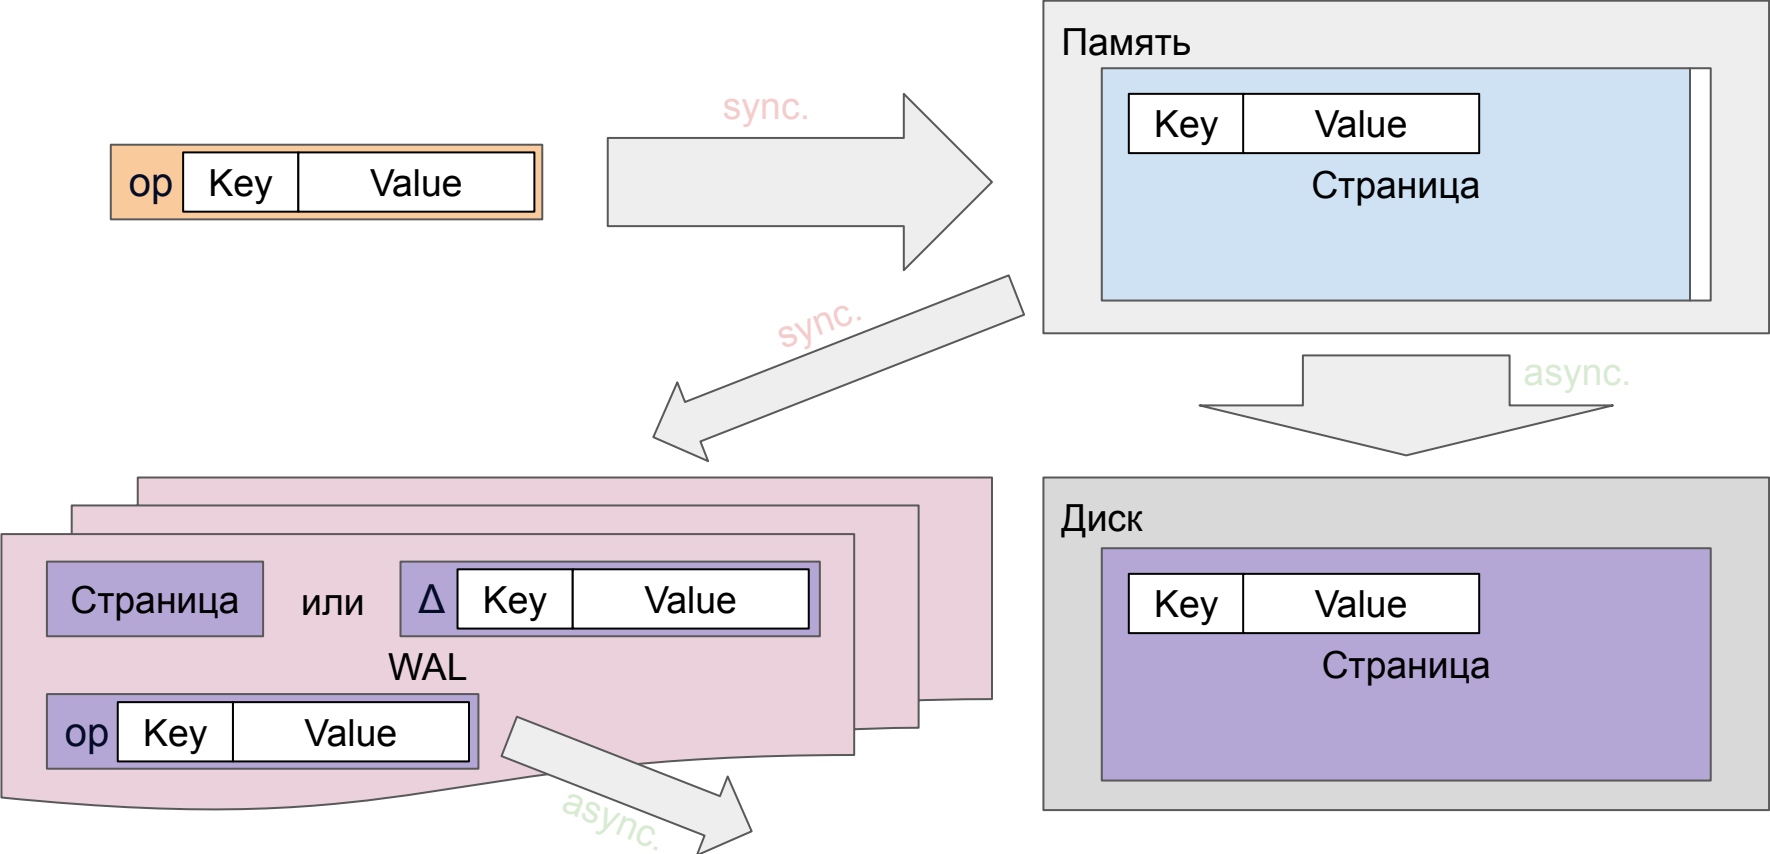 Память
sync.
Key Value
Страница
op Key Value
sync.
async.
Диск
Key Value
Страница
Страница или Δ Key Value
WAL
op Key Value
async.